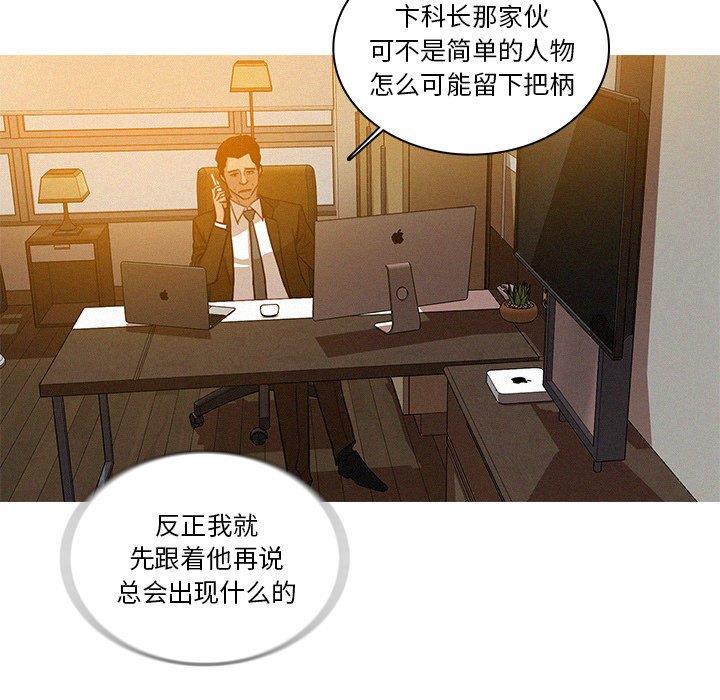 卞科长那家伙
可不是简单的人物
怎么可能留下把柄
反正我就
先跟着他再说
总会出现什么的